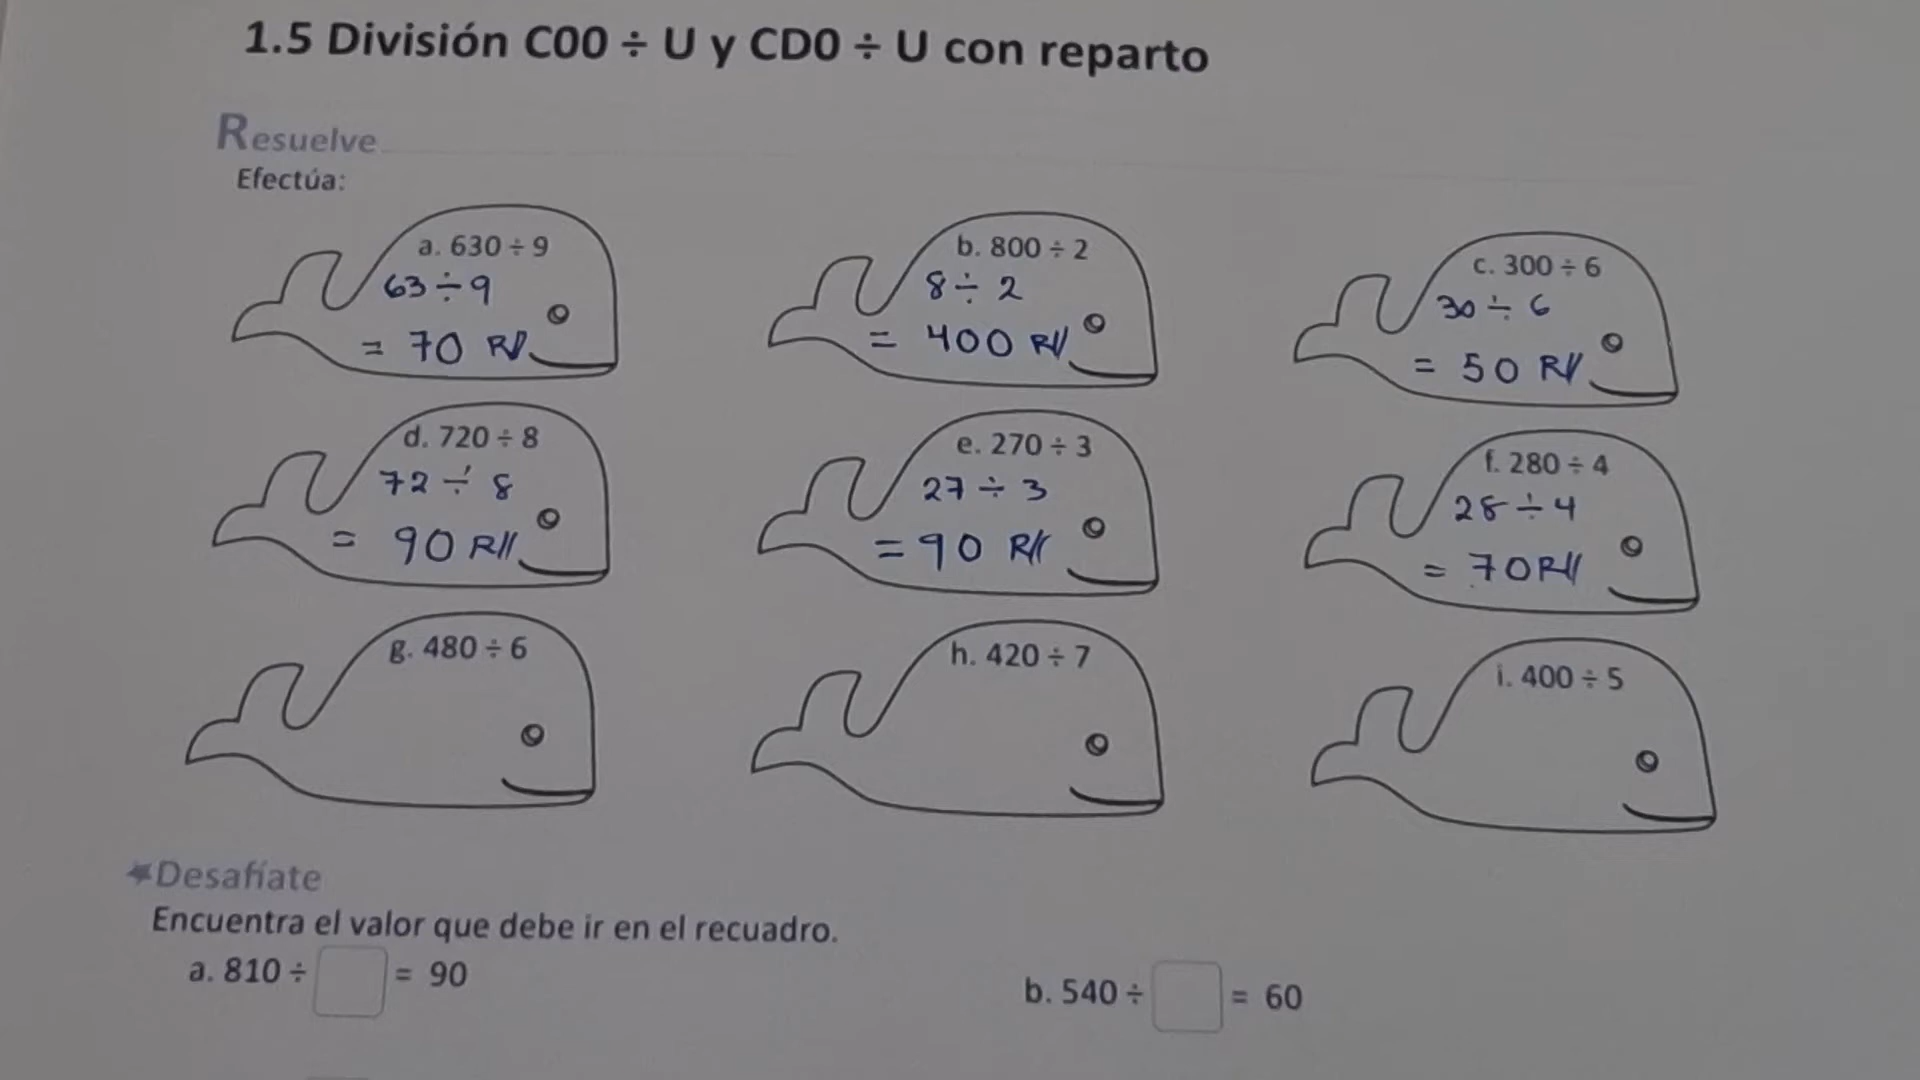 1.5 División C00 ÷ U y CD0 ÷ U con reparto
Resuelve
Efectúa:
a. 630 ÷ 9
63 ÷ 9
= 70 R//
b. 800 ÷ 2
8 ÷ 2
= 400 R//
c. 300 ÷ 6
30 ÷ 6
= 50 R//
d. 720 ÷ 8
72 ÷ 8
= 90 R//
e. 270 ÷ 3
27 ÷ 3
= 90 R//
f. 280 ÷ 4
28 ÷ 4
= 70 R//
g. 480 ÷ 6
h. 420 ÷ 7
i. 400 ÷ 5
★Desafíate
Encuentra el valor que debe ir en el recuadro.
a. 810 ÷ = 90
b. 540 ÷ = 60